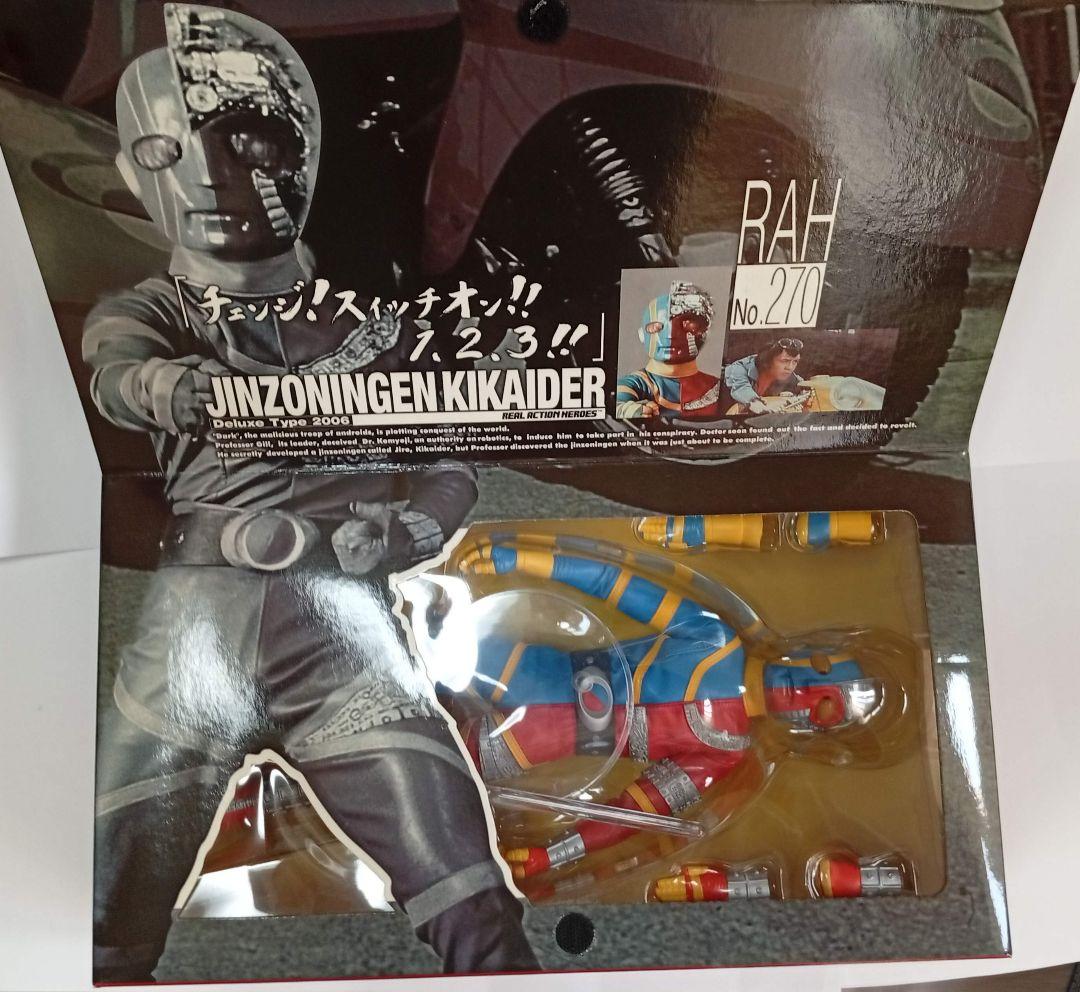 RAH
No.270
「チェンジ!スイッチオン!!
1.2.3!!」
JINZONINGEN KIKAIDER
REAL ACTION HEROES™
Deluxe Type 2006
'Dark', the malicious troop of androids, is plotting conquest of the world.
Professor Gill, its leader, deceived Dr. Komyoji, an authority on robotics, to induce him to take part in his conspiracy. Doctor soon found out the fact and decided to revolt.
He secretly developed a jinzoningen called Jiro, Kikaider, but Professor discovered the jinzoningen when it was just about to be complete.